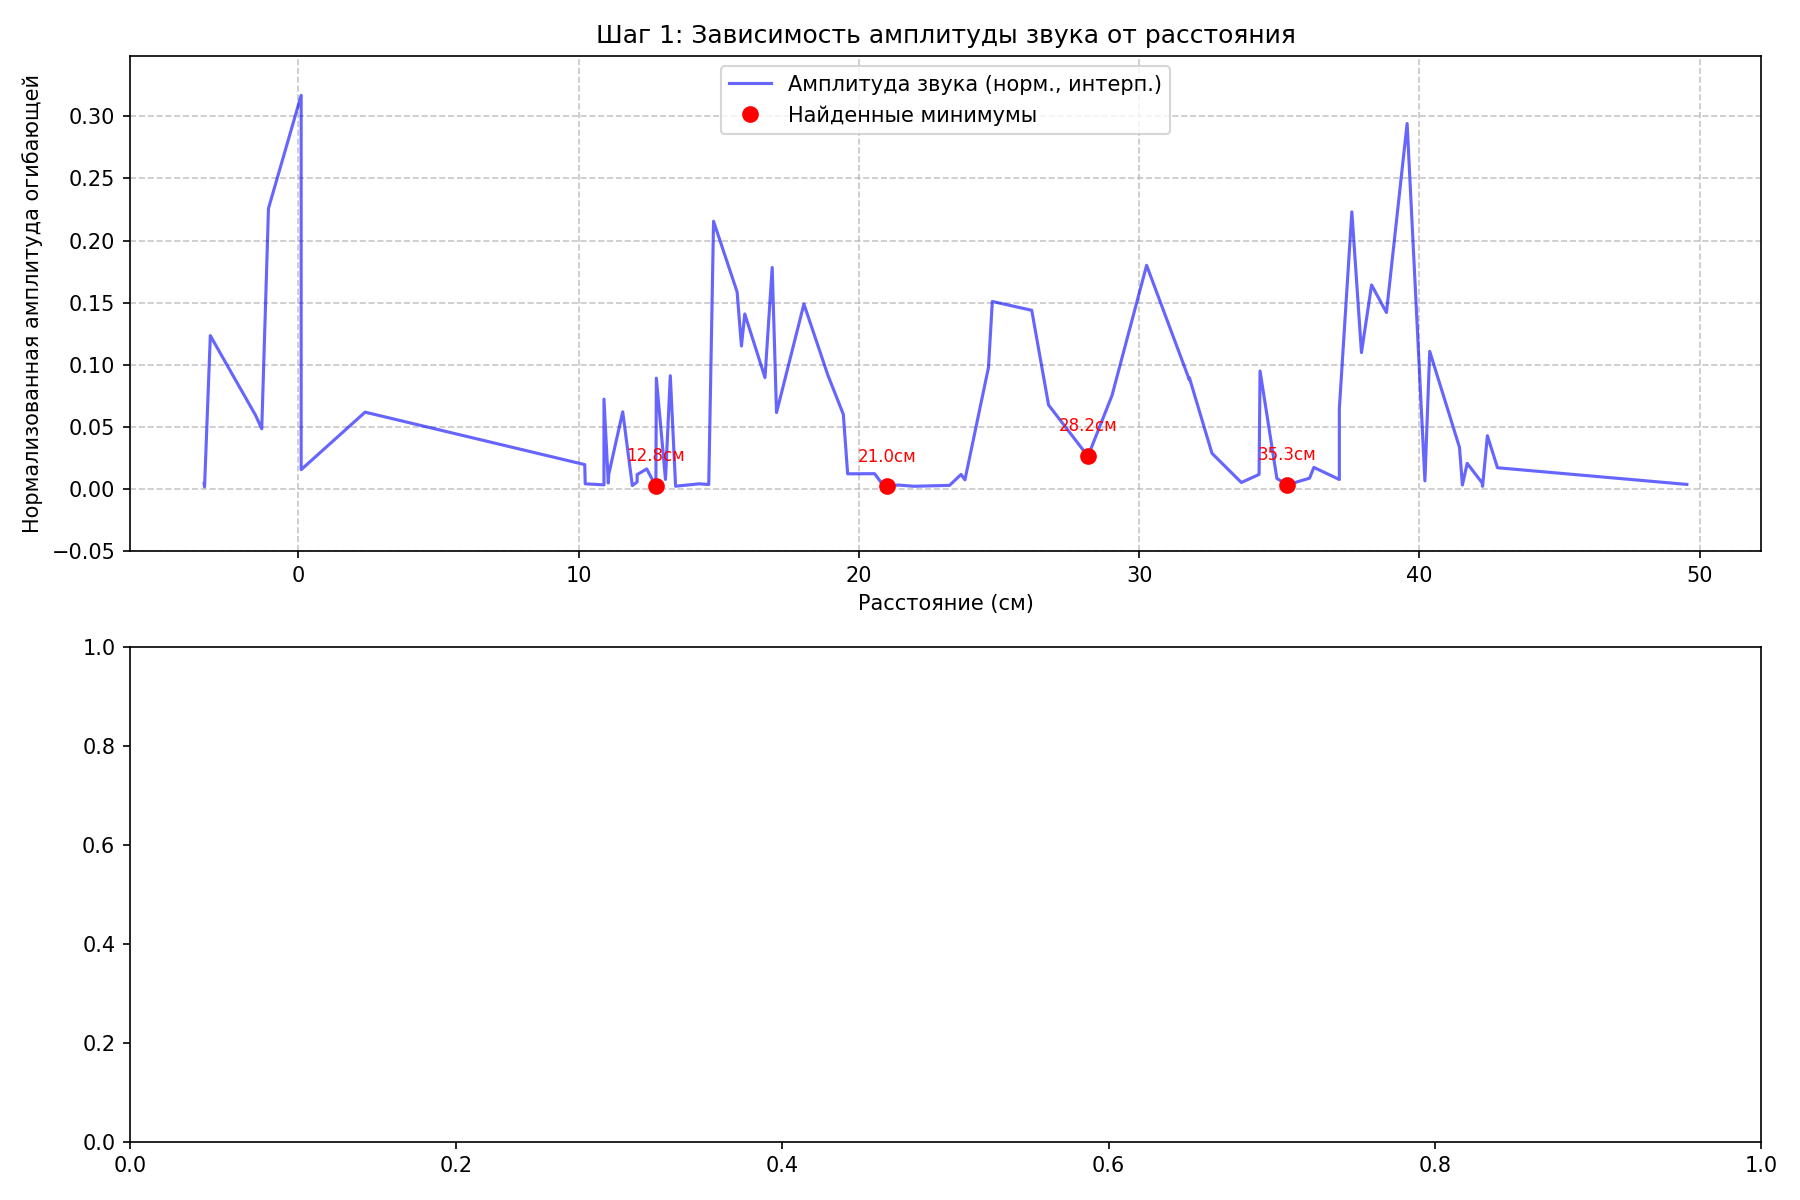 Шаг 1: Зависимость амплитуды звука от расстояния
Нормализованная амплитуда огибающей
Амплитуда звука (норм., интерп.)
Найденные минимумы
0.30
0.25
0.20
0.15
0.10
0.05
0.00
−0.05
12.8см
21.0см
28.2см
35.3см
0 10 20 30 40 50
Расстояние (см)
1.0
0.8
0.6
0.4
0.2
0.0
0.0 0.2 0.4 0.6 0.8 1.0